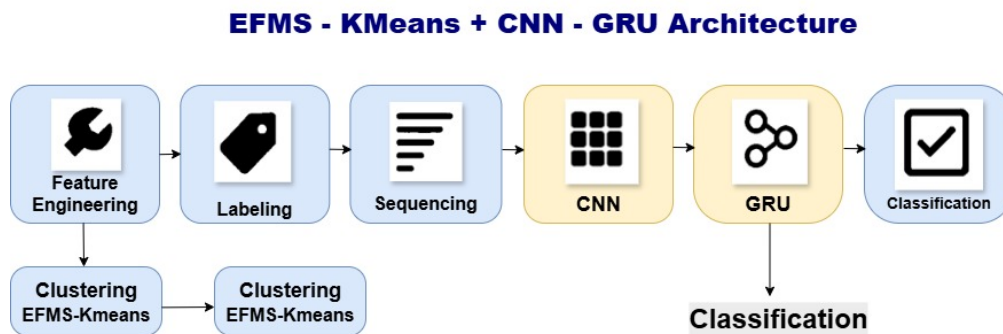 EFMS - KMeans + CNN - GRU Architecture
Feature
Engineering
Labeling
Sequencing
CNN
GRU
Classification
Clustering
EFMS-Kmeans
Clustering
EFMS-Kmeans
Classification